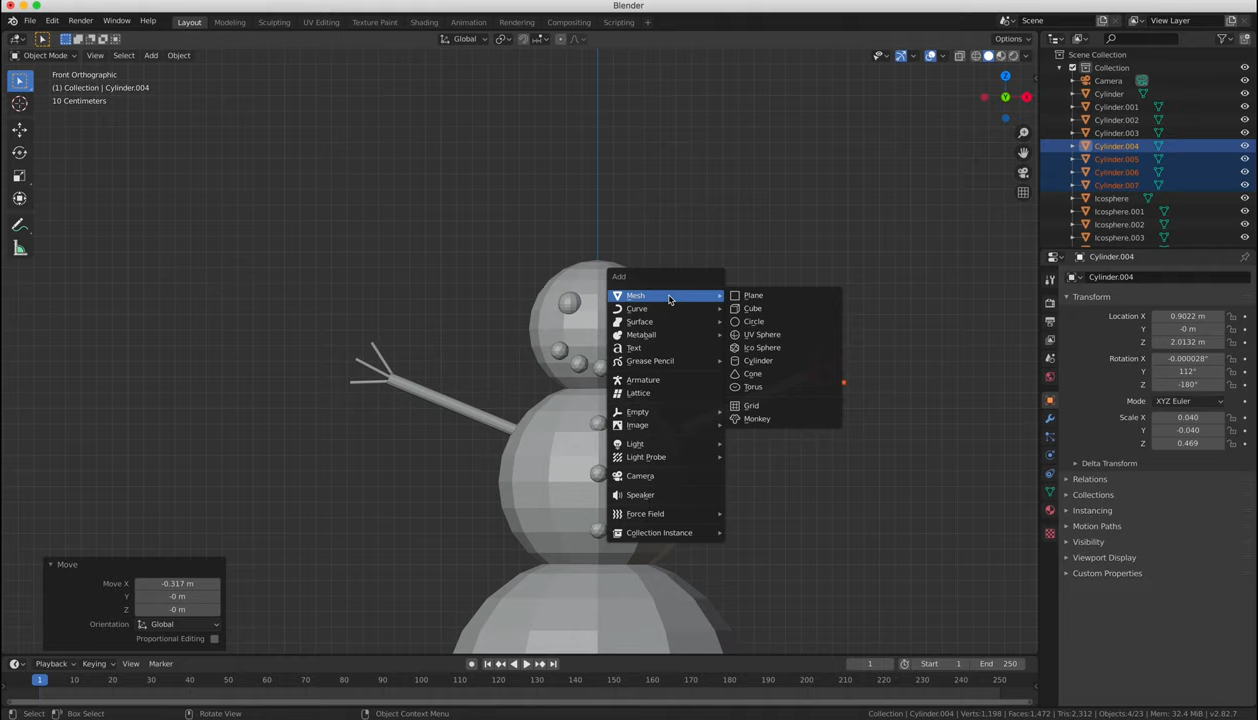 Blender
File Edit Render Window Help Layout Modeling Sculpting UV Editing Texture Paint Shading Animation Rendering Compositing Scripting + Scene View Layer
Global Options
Object Mode View Select Add Object
Front Orthographic
(1) Collection | Cylinder.004
10 Centimeters
Z
Y
X
Add
Mesh
Curve
Surface
Metaball
Text
Grease Pencil
Armature
Lattice
Empty
Image
Light
Light Probe
Camera
Speaker
Force Field
Collection Instance
Plane
Cube
Circle
UV Sphere
Ico Sphere
Cylinder
Cone
Torus
Grid
Monkey
Scene Collection
Collection
Camera
Cylinder
Cylinder.001
Cylinder.002
Cylinder.003
Cylinder.004
Cylinder.005
Cylinder.006
Cylinder.007
Icosphere
Icosphere.001
Icosphere.002
Icosphere.003
Cylinder.004
Cylinder.004
Transform
Location X 0.9022 m
Y -0 m
Z 2.0132 m
Rotation X -0.000028°
Y 112°
Z -180°
Mode XYZ Euler
Scale X 0.040
Y -0.040
Z 0.469
Delta Transform
Relations
Collections
Instancing
Motion Paths
Visibility
Viewport Display
Custom Properties
Move
Move X -0.317 m
Y -0 m
Z -0 m
Orientation Global
Proportional Editing
Playback Keying View Marker 1 Start 1 End 250
1 10 20 30 40 50 60 70 80 90 100 110 120 130 140 150 160 170 180 190 200 210 220 230 240 250
Select Box Select Rotate View Object Context Menu Collection | Cylinder.004 | Verts:1,198 | Faces:1,472 | Tris:2,312 | Objects:4/23 | Mem: 32.4 MiB | v2.82.7